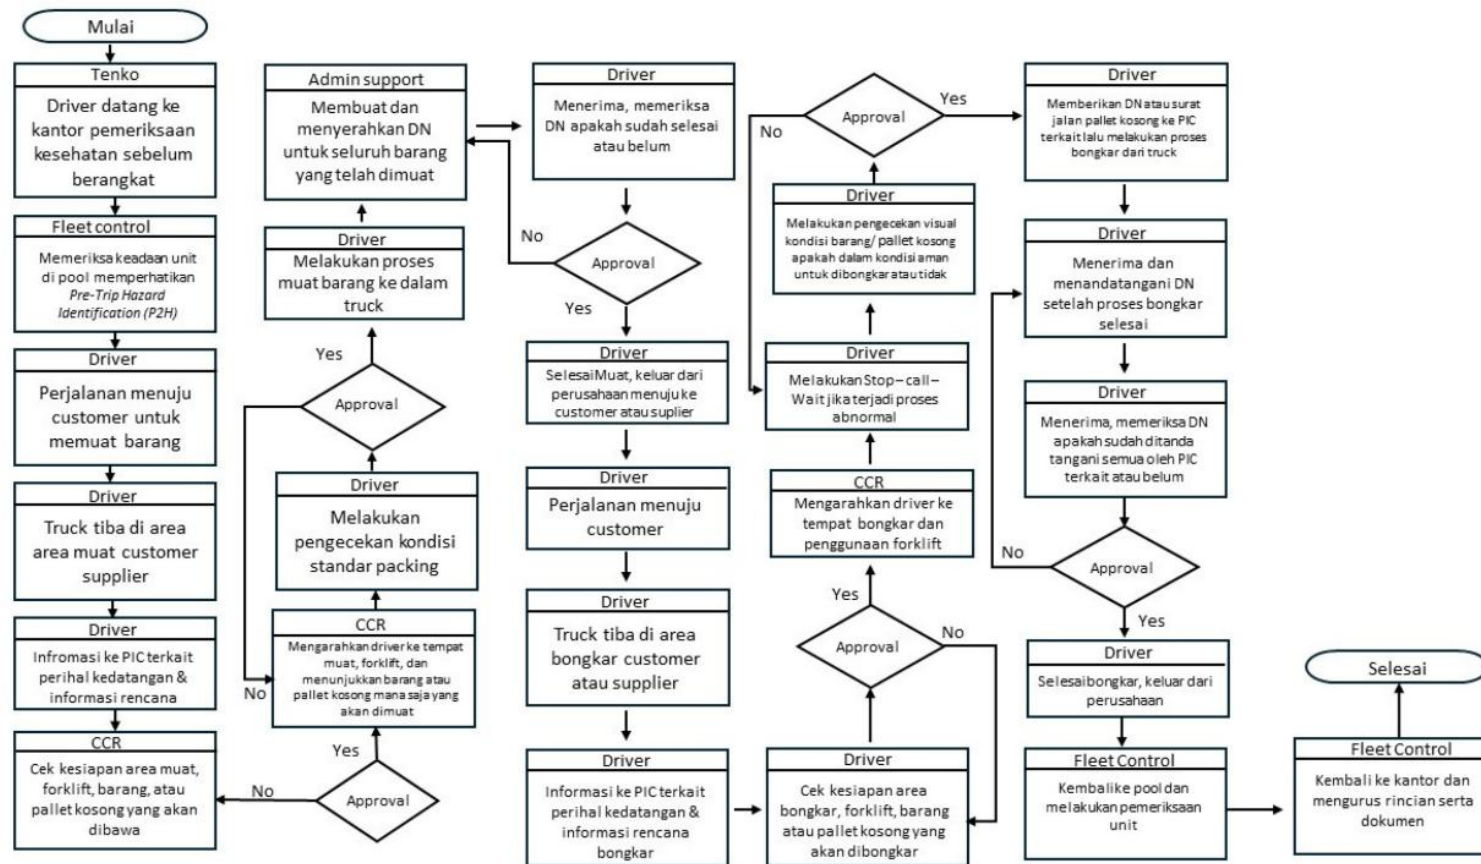 Mulai
Tenko
Driver datang ke
kantor pemeriksaan
kesehatan sebelum
berangkat
Fleet control
Memeriksa keadaan unit
di pool memperhatikan
Pre-Trip Hazard
Identification (P2H)
Driver
Perjalanan menuju
customer untuk
memuat barang
Driver
Truck tiba di area
area muat customer
supplier
Driver
Infromasi ke PIC terkait
perihal kedatangan &
informasi rencana
CCR
Cek kesiapan area muat,
forklift, barang, atau
pallet kosong yang akan
dibawa
No
Approval
Yes
CCR
Mengarahkan driver ke tempat
muat, forklift, dan
menunjukkan barang atau
pallet kosong mana saja yang
akan dimuat
No
Driver
Melakukan
pengecekan kondisi
standar packing
Approval
Yes
Driver
Melakukan proses
muat barang ke dalam
truck
Admin support
Membuat dan
menyerahkan DN
untuk seluruh barang
yang telah dimuat
Driver
Menerima, memeriksa
DN apakah sudah selesai
atau belum
No
Approval
Yes
Driver
Selesai Muat, keluar dari
perusahaan menuju ke
customer atau suplier
Driver
Perjalanan menuju
customer
Driver
Truck tiba di area
bongkar customer
atau supplier
Driver
Informasi ke PIC terkait
perihal kedatangan &
informasi rencana
bongkar
Driver
Cek kesiapan area
bongkar, forklift, barang
atau pallet kosong yang
akan dibongkar
Approval
No
Yes
CCR
Mengarahkan driver ke
tempat bongkar dan
penggunaan forklift
Driver
Melakukan Stop – call –
Wait jika terjadi proses
abnormal
Driver
Melakukan pengecekan visual
kondisi barang/ pallet kosong
apakah dalam kondisi aman
untuk dibongkar atau tidak
Approval
No
Yes
Driver
Memberikan DN atau surat
jalan pallet kosong ke PIC
terkait lalu melakukan proses
bongkar dari truck
Driver
Menerima dan
menandatangani DN
setelah proses bongkar
selesai
Driver
Menerima, memeriksa DN
apakah sudah ditanda
tangani semua oleh PIC
terkait atau belum
No
Approval
Yes
Driver
Selesai bongkar, keluar dari
perusahaan
Fleet Control
Kembali ke pool dan
melakukan pemeriksaan
unit
Fleet Control
Kembali ke kantor dan
mengurus rincian serta
dokumen
Selesai